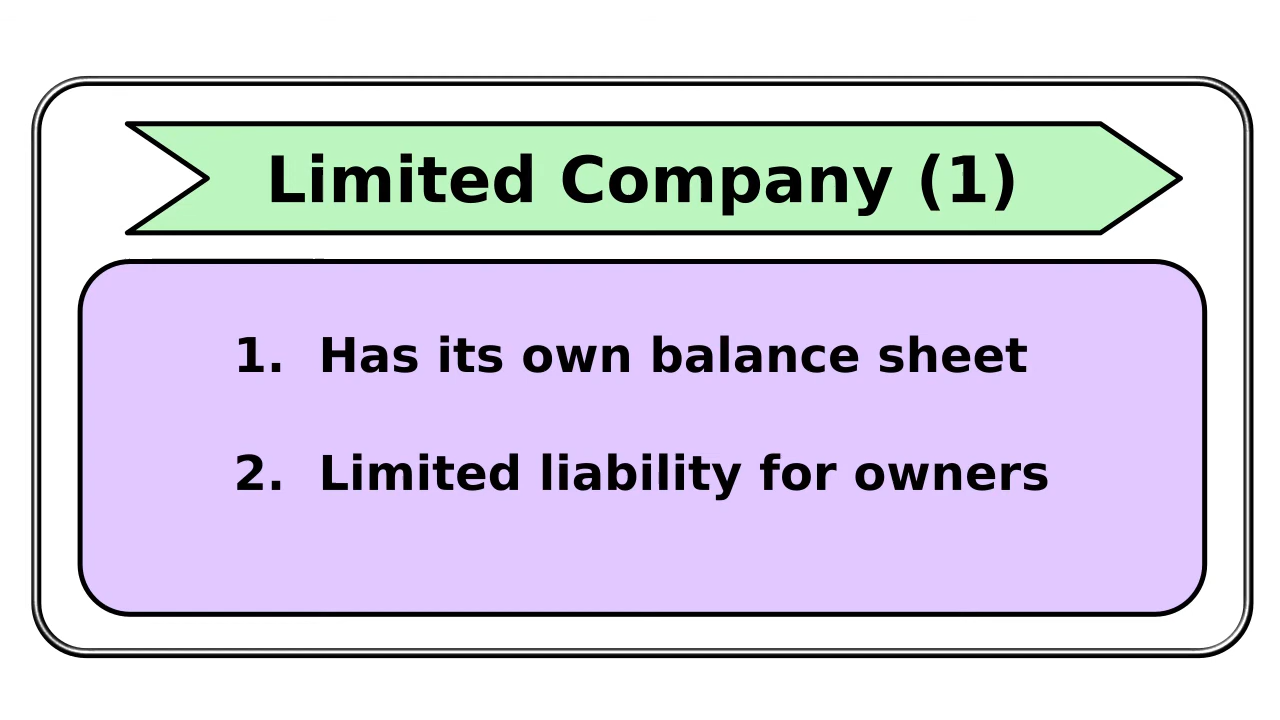 Limited Company (1)
1. Has its own balance sheet
2. Limited liability for owners